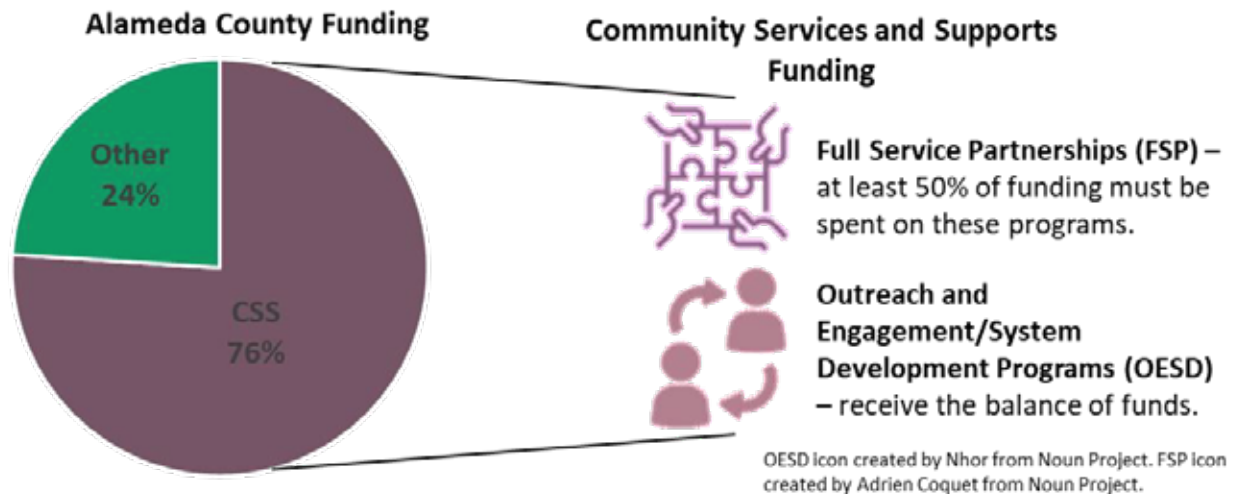 Alameda County Funding
Other
24%
CSS
76%
Community Services and Supports
Funding
Full Service Partnerships (FSP) –
at least 50% of funding must be
spent on these programs.
Outreach and
Engagement/System
Development Programs (OESD)
– receive the balance of funds.
OESD icon created by Nhor from Noun Project. FSP icon
created by Adrien Coquet from Noun Project.